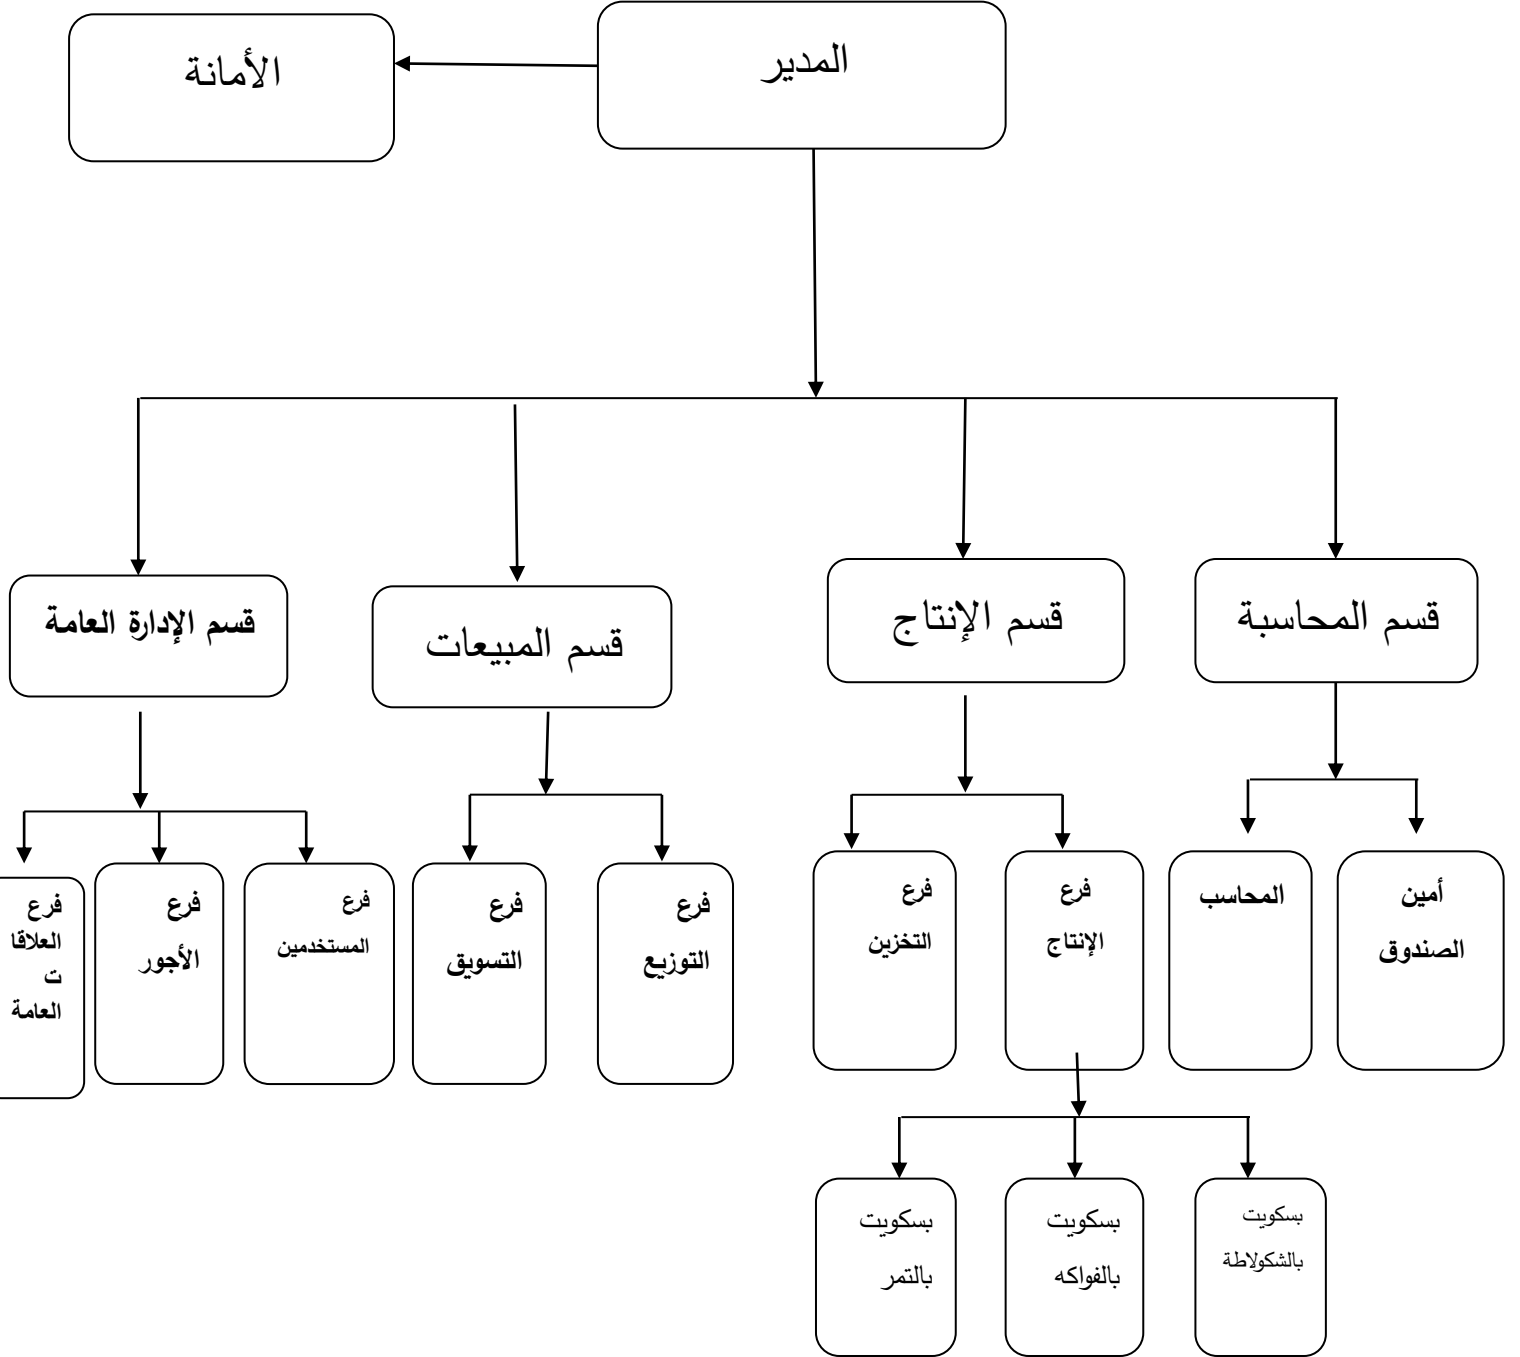 المدير
الأمانة
قسم المحاسبة
قسم الإنتاج
قسم المبيعات
قسم الإدارة العامة
أمين
الصندوق
المحاسب
فرع
الإنتاج
فرع
التخزين
فرع
التوزيع
فرع
التسويق
فرع
المستخدمين
فرع
الأجور
فرع
العلاقا
ت
العامة
بسكويت
بالشكولاطة
بسكويت
بالفواكه
بسكويت
بالتمر